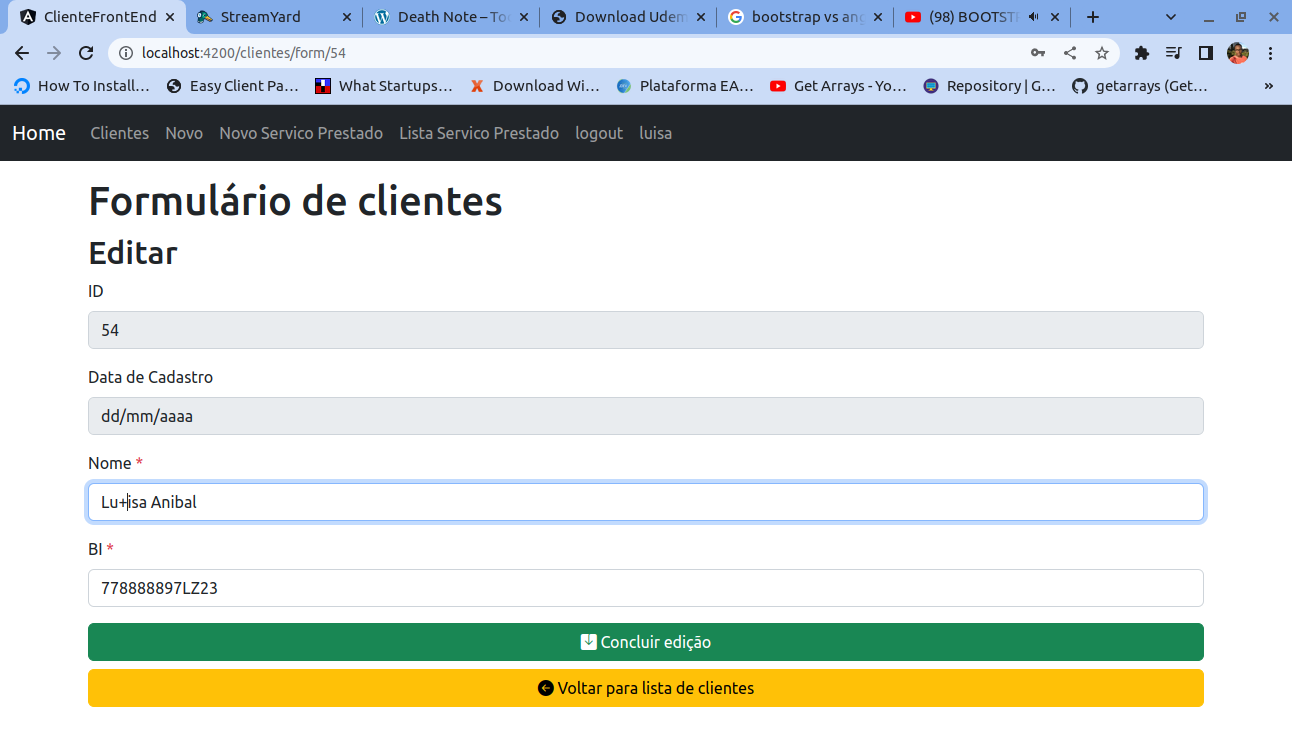 ClienteFrontEnd
StreamYard
Death Note – Too
Download Udem
bootstrap vs ang
(98) BOOTST
localhost:4200/clientes/form/54
How To Install…
Easy Client Pa…
What Startups…
Download Wi…
Plataforma EA…
Get Arrays - Yo…
Repository | G…
getarrays (Get…
»
Home Clientes Novo Novo Servico Prestado Lista Servico Prestado logout luisa
Formulário de clientes
Editar
ID
54
Data de Cadastro
dd/mm/aaaa
Nome *
Lu+isa Anibal
BI *
778888897LZ23
Concluir edição
Voltar para lista de clientes